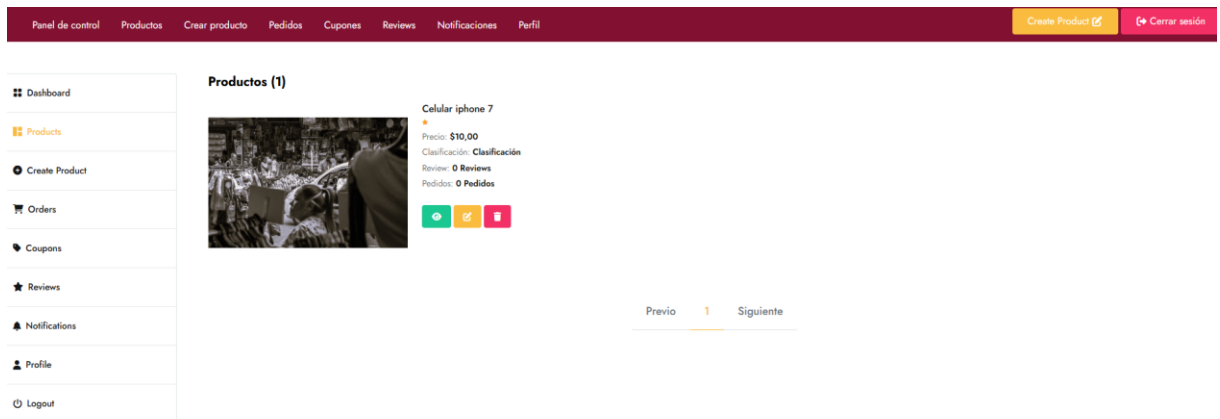 Panel de control Productos Crear producto Pedidos Cupones Reviews Notificaciones Perfil Create Product Cerrar sesión
Dashboard
Products
Create Product
Orders
Coupons
Reviews
Notifications
Profile
Logout
Productos (1)
Celular iphone 7
Precio: $10,00
Clasificación: Clasificación
Review: 0 Reviews
Pedidos: 0 Pedidos
Previo 1 Siguiente